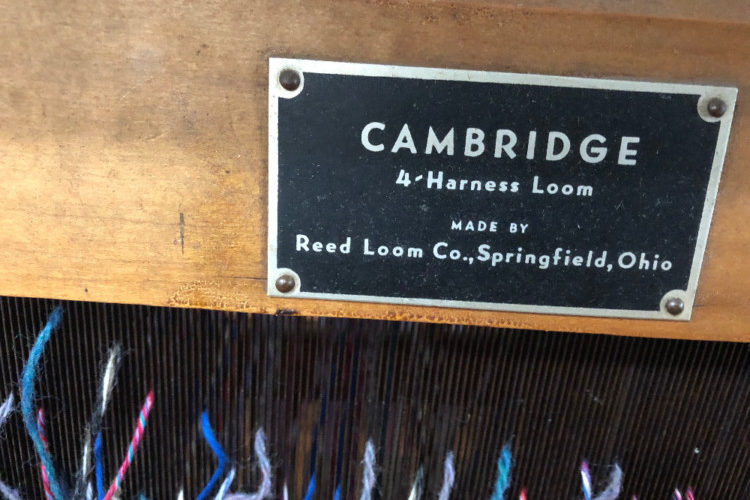 CAMBRIDGE
4-Harness Loom
MADE BY
Reed Loom Co., Springfield, Ohio